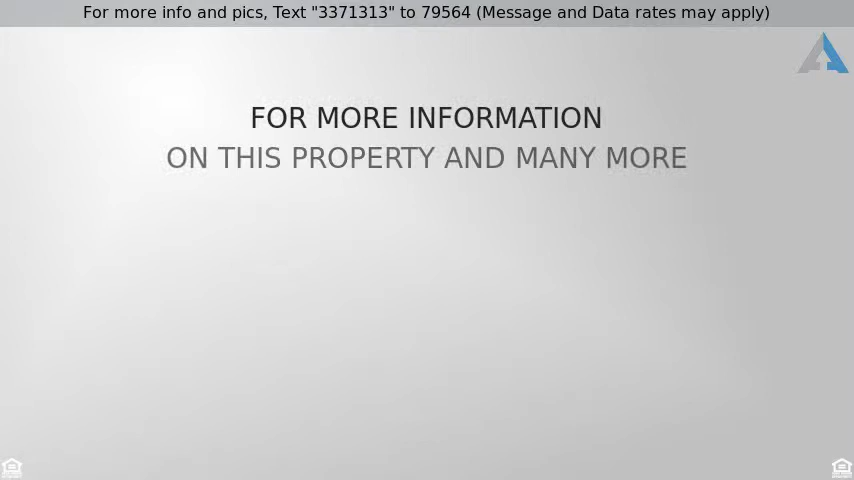 For more info and pics, Text "3371313" to 79564 (Message and Data rates may apply)
FOR MORE INFORMATION
ON THIS PROPERTY AND MANY MORE